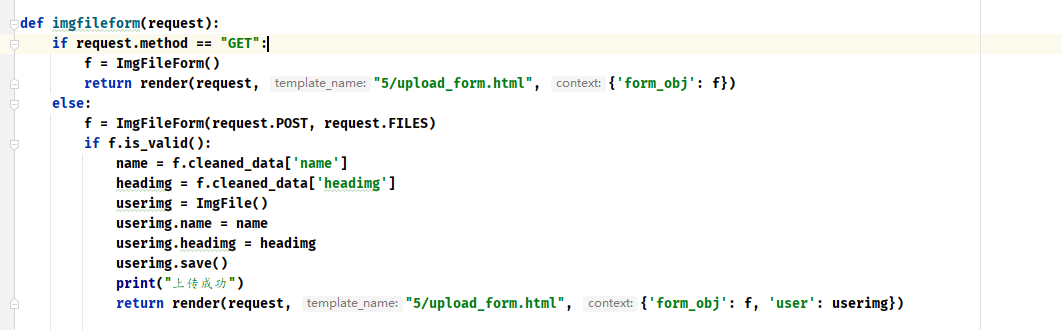 def imgfileform(request):
    if request.method == "GET":
        f = ImgFileForm()
        return render(request, template_name: "5/upload_form.html", context: {'form_obj': f})
    else:
        f = ImgFileForm(request.POST, request.FILES)
        if f.is_valid():
            name = f.cleaned_data['name']
            headimg = f.cleaned_data['headimg']
            userimg = ImgFile()
            userimg.name = name
            userimg.headimg = headimg
            userimg.save()
            print("上传成功")
            return render(request, template_name: "5/upload_form.html", context: {'form_obj': f, 'user': userimg})